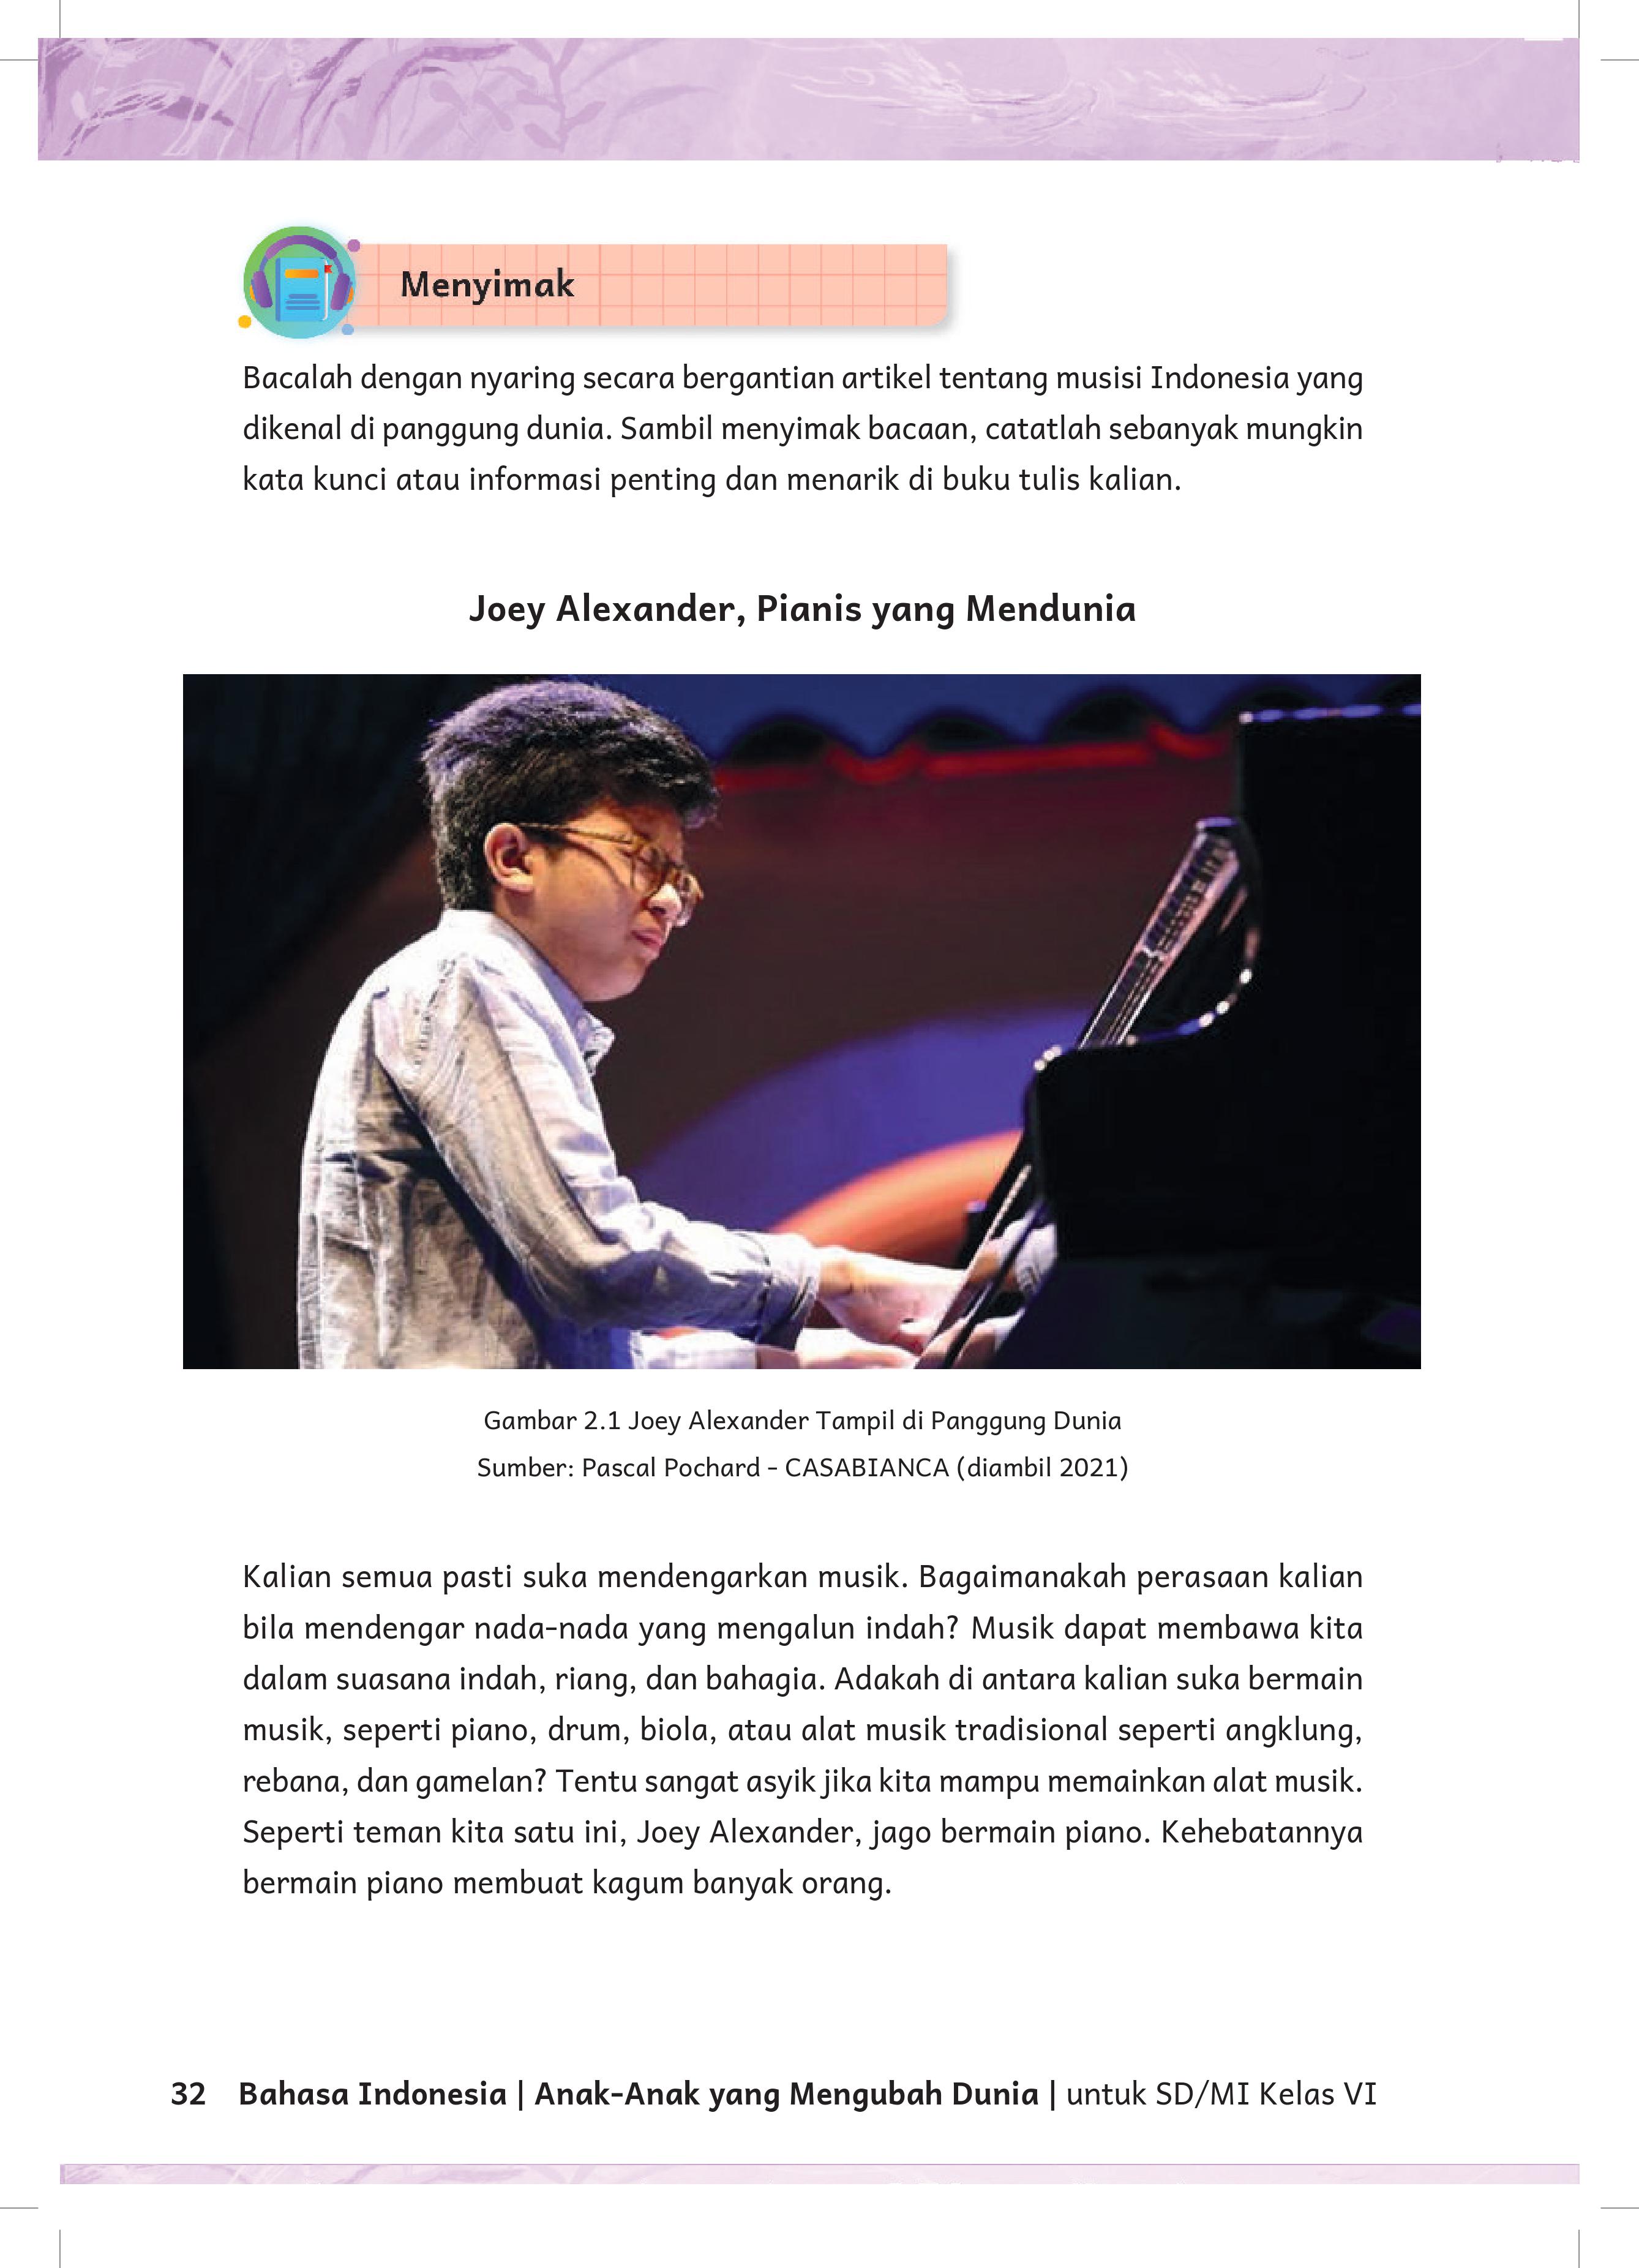 Menyimak
Bacalah dengan nyaring secara bergantian artikel tentang musisi Indonesia yang
dikenal di panggung dunia. Sambil menyimak bacaan, catatlah sebanyak mungkin
kata kunci atau informasi penting dan menarik di buku tulis kalian.
Joey Alexander, Pianis yang Mendunia
Gambar 2.1 Joey Alexander Tampil di Panggung Dunia
Sumber: Pascal Pochard - CASABIANCA (diambil 2021)
Kalian semua pasti suka mendengarkan musik. Bagaimanakah perasaan kalian
bila mendengar nada-nada yang mengalun indah? Musik dapat membawa kita
dalam suasana indah, riang, dan bahagia. Adakah di antara kalian suka bermain
musik, seperti piano, drum, biola, atau alat musik tradisional seperti angklung,
rebana, dan gamelan? Tentu sangat asyik jika kita mampu memainkan alat musik.
Seperti teman kita satu ini, Joey Alexander, jago bermain piano. Kehebatannya
bermain piano membuat kagum banyak orang.
32 Bahasa Indonesia | Anak-Anak yang Mengubah Dunia | untuk SD/MI Kelas VI